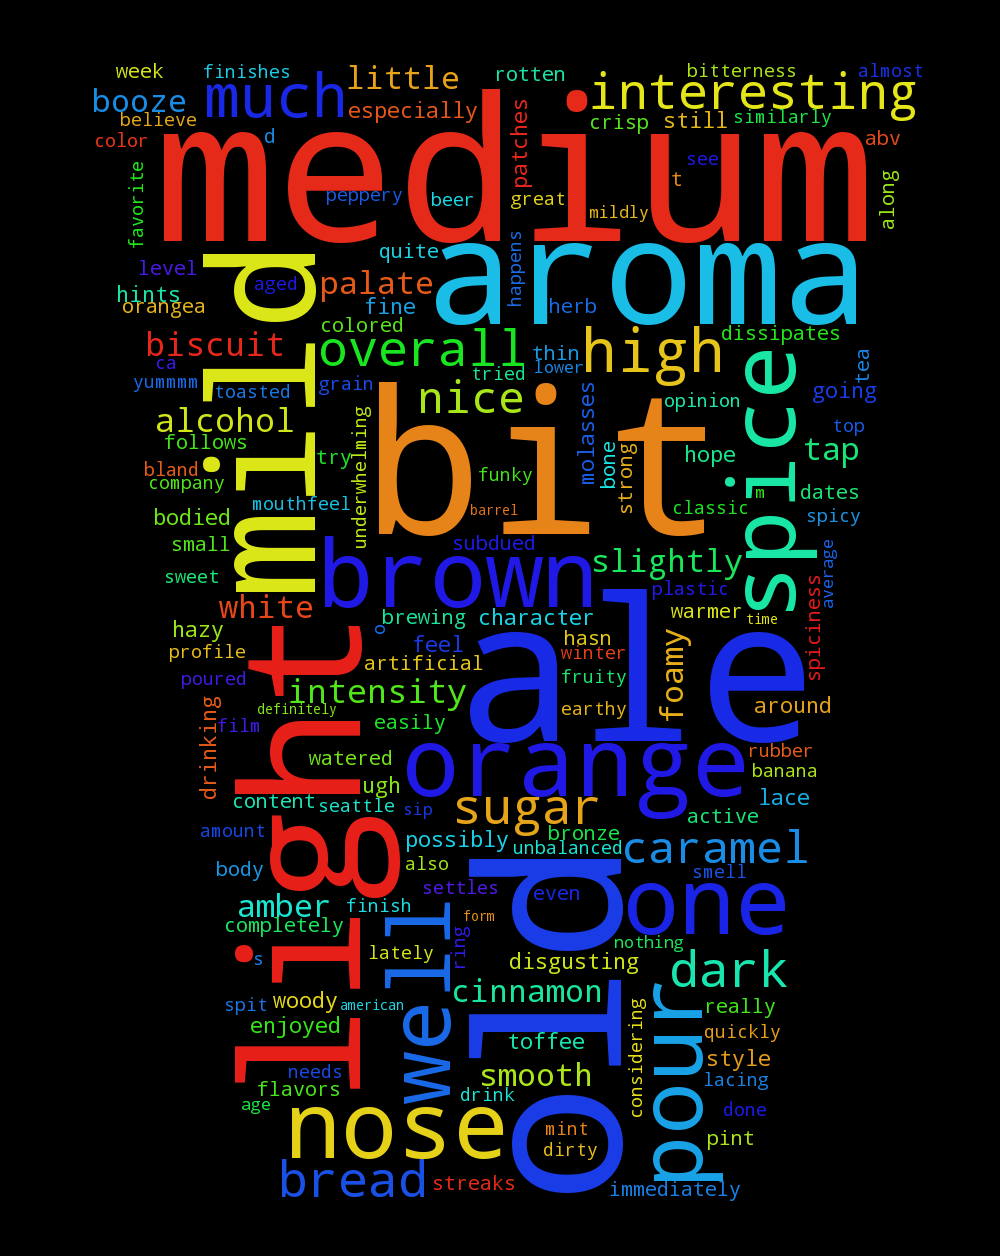 week
finishes
little
rotten
bitterness
almost
booze
much
especially
interesting
believe
d
patches
crisp
still
similarly
color
medium
abv
see
t
favorite
peppery
beer
great
mildly
along
quite
aroma
level
aged
palate
happens
hints
orangea
fine
herb
mild
colored
overall
thin
high
dissipates
biscuit
lower
tea
ca
tried
yummmm
toasted
grain
nice
molasses
opinion
spice
going
alcohol
bit
top
follows
try
underwhelming
funky
bone
strong
hope
tap
bland
company
m
dates
mouthfeel
barrel
classic
spicy
bodied
small
subdued
average
sweet
brown
slightly
plastic
spiciness
white
brewing
character
warmer
time
hazy
o
feel
hasn
foamy
profile
artificial
winter
poured
light
intensity
ale
fruity
definitely
earthy
around
drinking
film
easily
watered
orange
rubber
banana
ugh
content
seattle
sip
sugar
lace
active
amount
possibly
bronze
unbalanced
caramel
body
also
smell
settles
even
one
amber
finish
form
completely
ring
nothing
s
lately
well
disgusting
dark
old
spit
woody
american
cinnamon
considering
pour
really
enjoyed
toffee
quickly
style
needs
smooth
lacing
flavors
drink
age
nose
done
mint
dirty
pint
bread
streaks
immediately